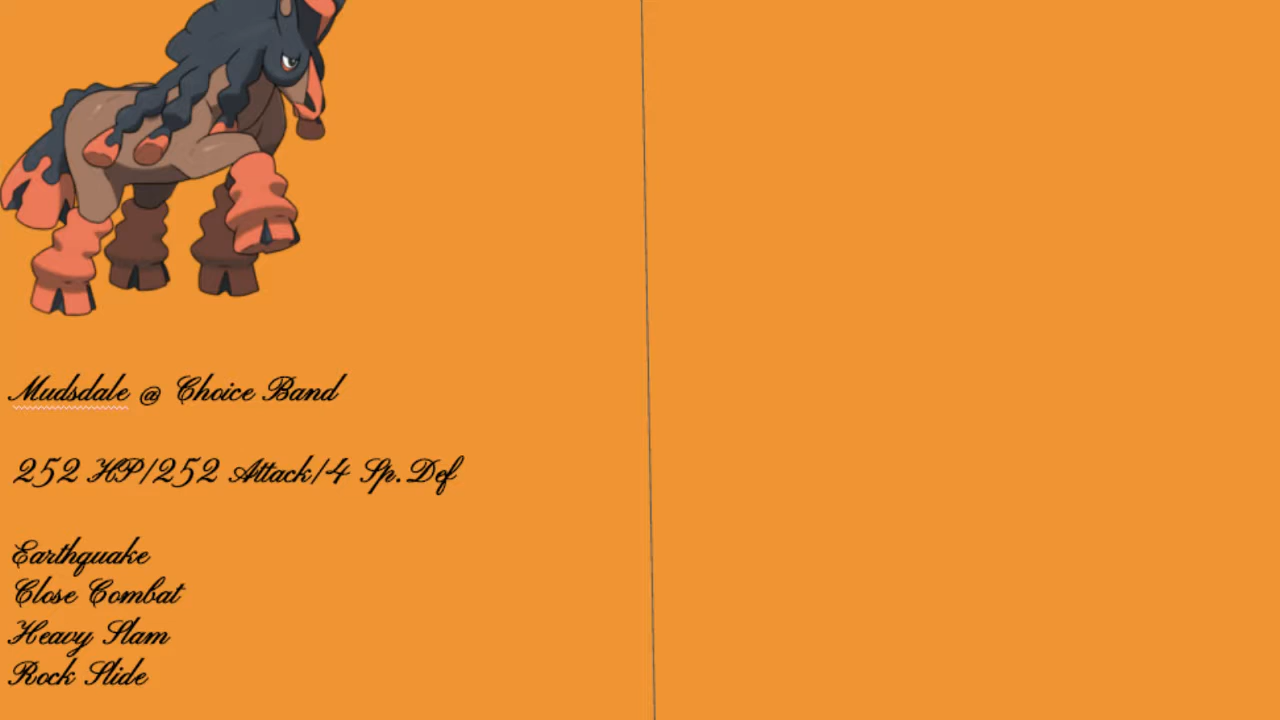 Mudsdale @ Choice Band
252 HP/252 Attack/4 Sp.Def
Earthquake
Close Combat
Heavy Slam
Rock Slide